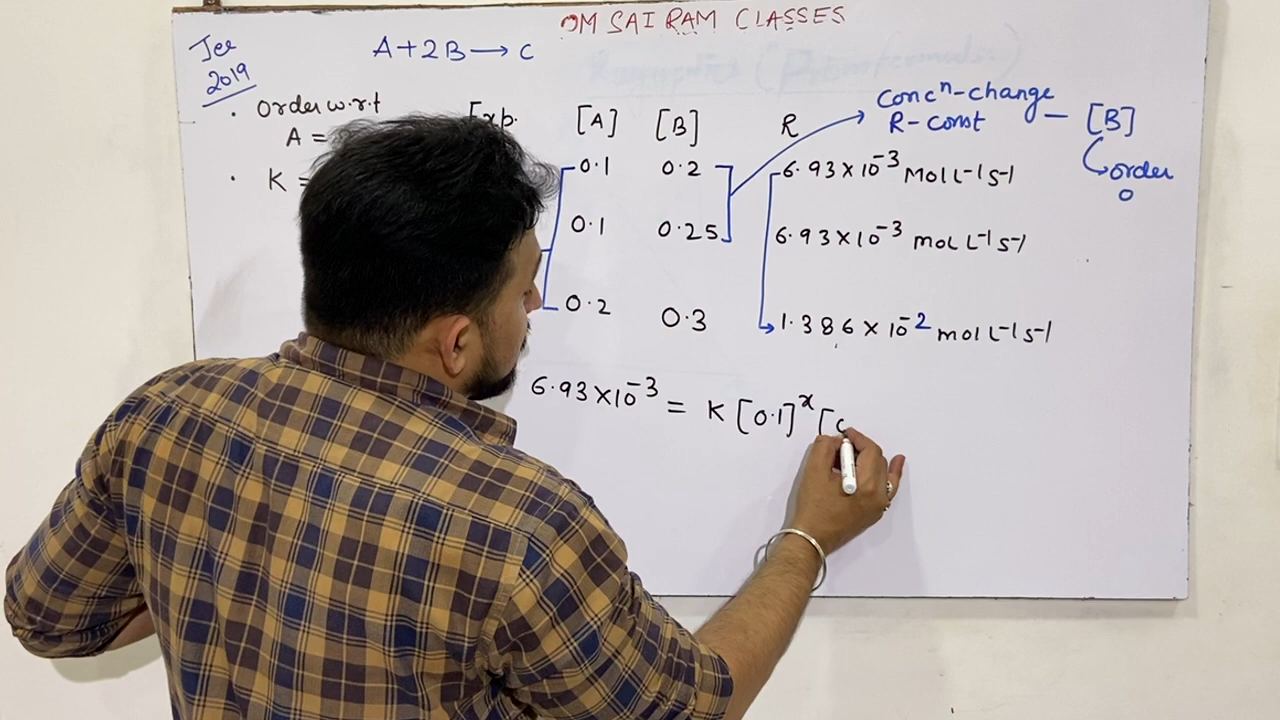 OM SAI RAM CLASSES
Jee
2019
A+2B → C
• Order w.r.t
A =
• K =
Exp. [A] [B] R
0.1 0.2 6.93×10⁻³ Mol L⁻¹ S⁻¹
0.1 0.25 6.93×10⁻³ mol L⁻¹ S⁻¹
0.2 0.3 1.386×10⁻² mol L⁻¹ S⁻¹
Concⁿ-change
R-const — [B]
order
0
6.93×10⁻³ = K[0.1]ˣ [